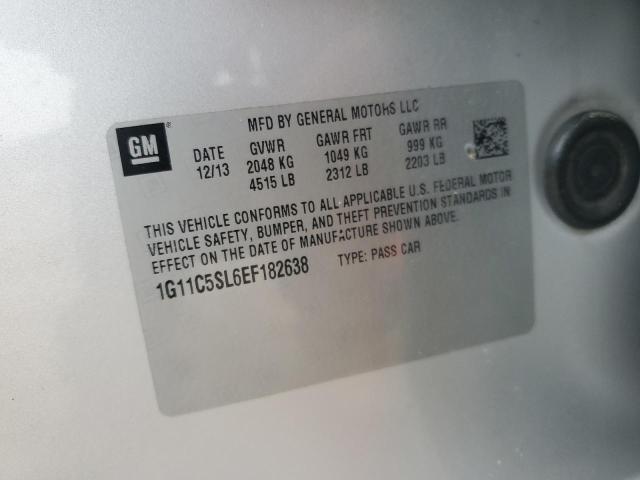 MFD BY GENERAL MOTORS LLC
GM®
DATE GVWR GAWR FRT GAWR RR
12/13 2048 KG 1049 KG 999 KG
4515 LB 2312 LB 2203 LB
THIS VEHICLE CONFORMS TO ALL APPLICABLE U.S. FEDERAL MOTOR
VEHICLE SAFETY, BUMPER, AND THEFT PREVENTION STANDARDS IN
EFFECT ON THE DATE OF MANUFACTURE SHOWN ABOVE.
1G11C5SL6EF182638 TYPE: PASS CAR